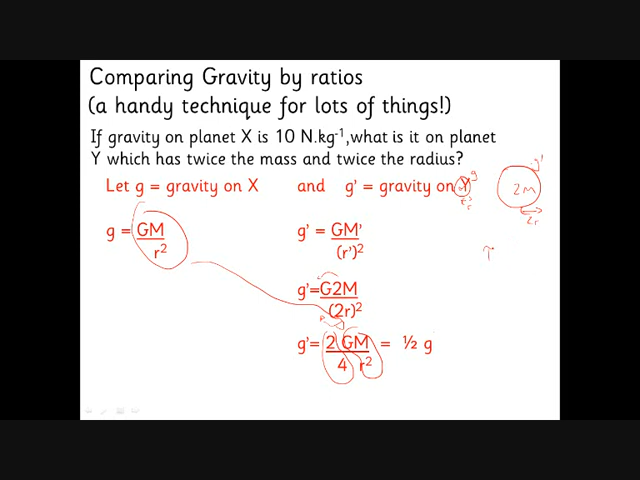 Comparing Gravity by ratios
(a handy technique for lots of things!)
If gravity on planet X is 10 N.kg⁻¹, what is it on planet
Y which has twice the mass and twice the radius?
Let g = gravity on X and g' = gravity on Y
g
g'
2M
2r
g = GM
r²
g' = GM'
(r')²
g'=G2M
(2r)²
g'= 2 GM = ½ g
4 r²